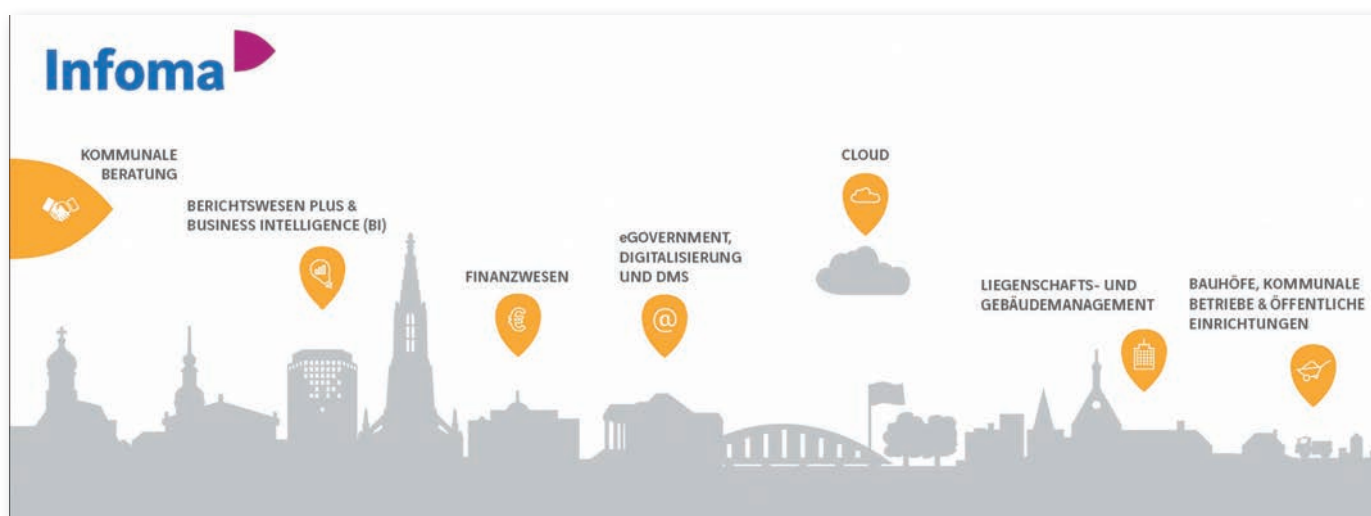 Infoma
KOMMUNALE
BERATUNG
BERICHTSWESEN PLUS &
BUSINESS INTELLIGENCE (BI)
FINANZWESEN
€
eGOVERNMENT,
DIGITALISIERUNG
UND DMS
@
CLOUD
LIEGENSCHAFTS- UND
GEBÄUDEMANAGEMENT
BAUHÖFE, KOMMUNALE
BETRIEBE & ÖFFENTLICHE
EINRICHTUNGEN